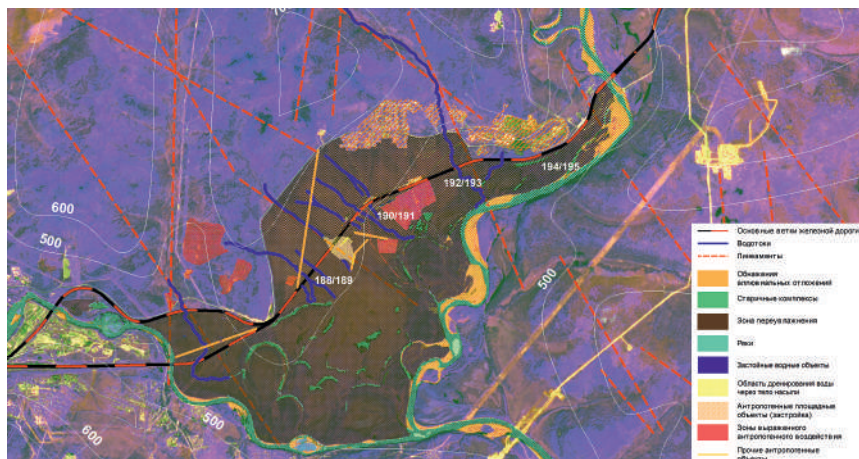 600
500
194/195
192/193
190/191
188/189
500
500
600
Основные ветки железной дороги
Водотоки
Линеаменты
Обнажения
аллювиальных отложений
Старичные комплексы
Зона переувлажнения
Реки
Застойные водные объекты
Область дренирования воды
через тело насыпи
Антропогенные площадные
объекты (застройка)
Зоны выраженного
антропогенного воздействия
Прочие антропогенные
объекты